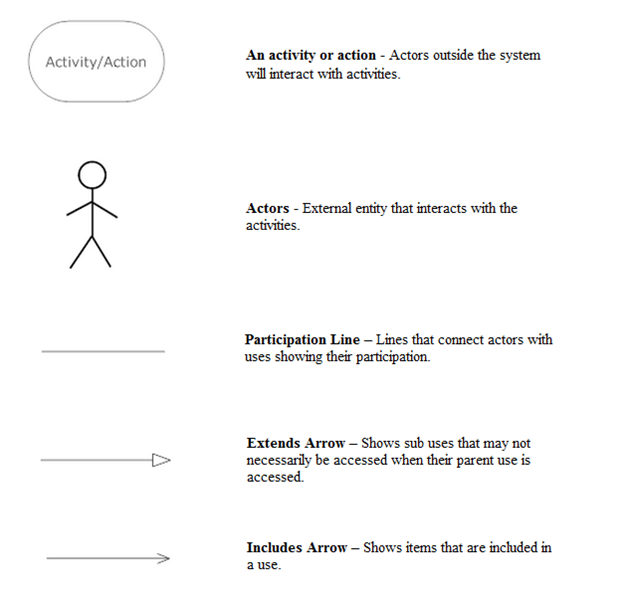 Activity/Action
An activity or action - Actors outside the system
will interact with activities.
Actors - External entity that interacts with the
activities.
Participation Line – Lines that connect actors with
uses showing their participation.
Extends Arrow – Shows sub uses that may not
necessarily be accessed when their parent use is
accessed.
Includes Arrow – Shows items that are included in
a use.